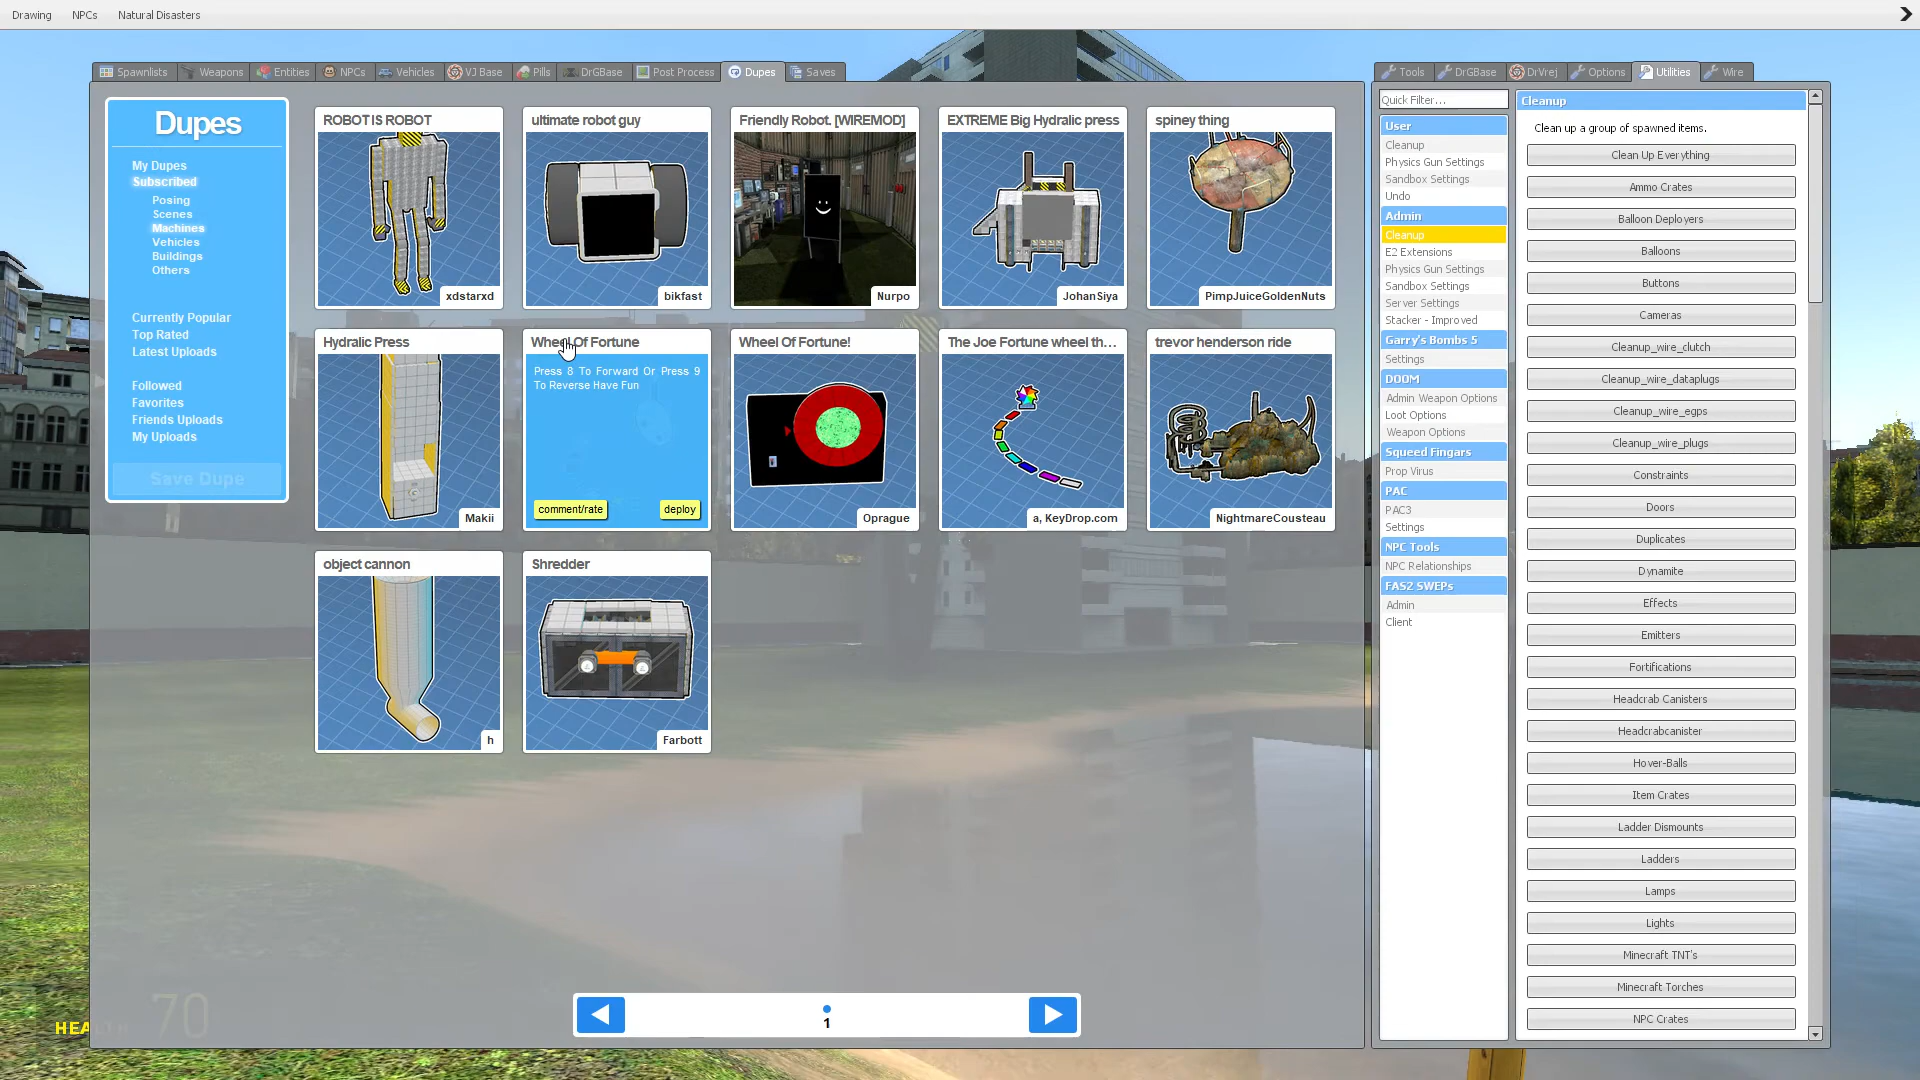 Drawing NPCs Natural Disasters
Spawnlists Weapons Entities NPCs Vehicles VJ Base Pills DrGBase Post Process Dupes Saves
Dupes
My Dupes
Subscribed
Posing
Scenes
Machines
Vehicles
Buildings
Others
Currently Popular
Top Rated
Latest Uploads
Followed
Favorites
Friends Uploads
My Uploads
Save Dupe
ROBOT IS ROBOT
xdstarxd
ultimate robot guy
bikfast
Friendly Robot. [WIREMOD]
Nurpo
EXTREME Big Hydralic press
JohanSiya
spiney thing
PimpJuiceGoldenNuts
Hydralic Press
Makii
Wheel Of Fortune
Press 8 To Forward Or Press 9
To Reverse Have Fun
comment/rate deploy
Wheel Of Fortune!
Oprague
The Joe Fortune wheel th...
a, KeyDrop.com
trevor henderson ride
NightmareCousteau
object cannon
h
Shredder
Farbott
1
70
Tools DrGBase DrVrej Options Utilities Wire
Quick Filter...
User
Cleanup
Physics Gun Settings
Sandbox Settings
Undo
Admin
Cleanup
E2 Extensions
Physics Gun Settings
Sandbox Settings
Server Settings
Stacker - Improved
Garry's Bombs 5
Settings
DOOM
Admin Weapon Options
Loot Options
Weapon Options
Squeed Fingars
Prop Virus
PAC
PAC3
Settings
NPC Tools
NPC Relationships
FAS2 SWEPs
Admin
Client
Cleanup
Clean up a group of spawned items.
Clean Up Everything
Ammo Crates
Balloon Deployers
Balloons
Buttons
Cameras
Cleanup_wire_clutch
Cleanup_wire_dataplugs
Cleanup_wire_egps
Cleanup_wire_plugs
Constraints
Doors
Duplicates
Dynamite
Effects
Emitters
Fortifications
Headcrab Canisters
Headcrabcanister
Hover-Balls
Item Crates
Ladder Dismounts
Ladders
Lamps
Lights
Minecraft TNT's
Minecraft Torches
NPC Crates